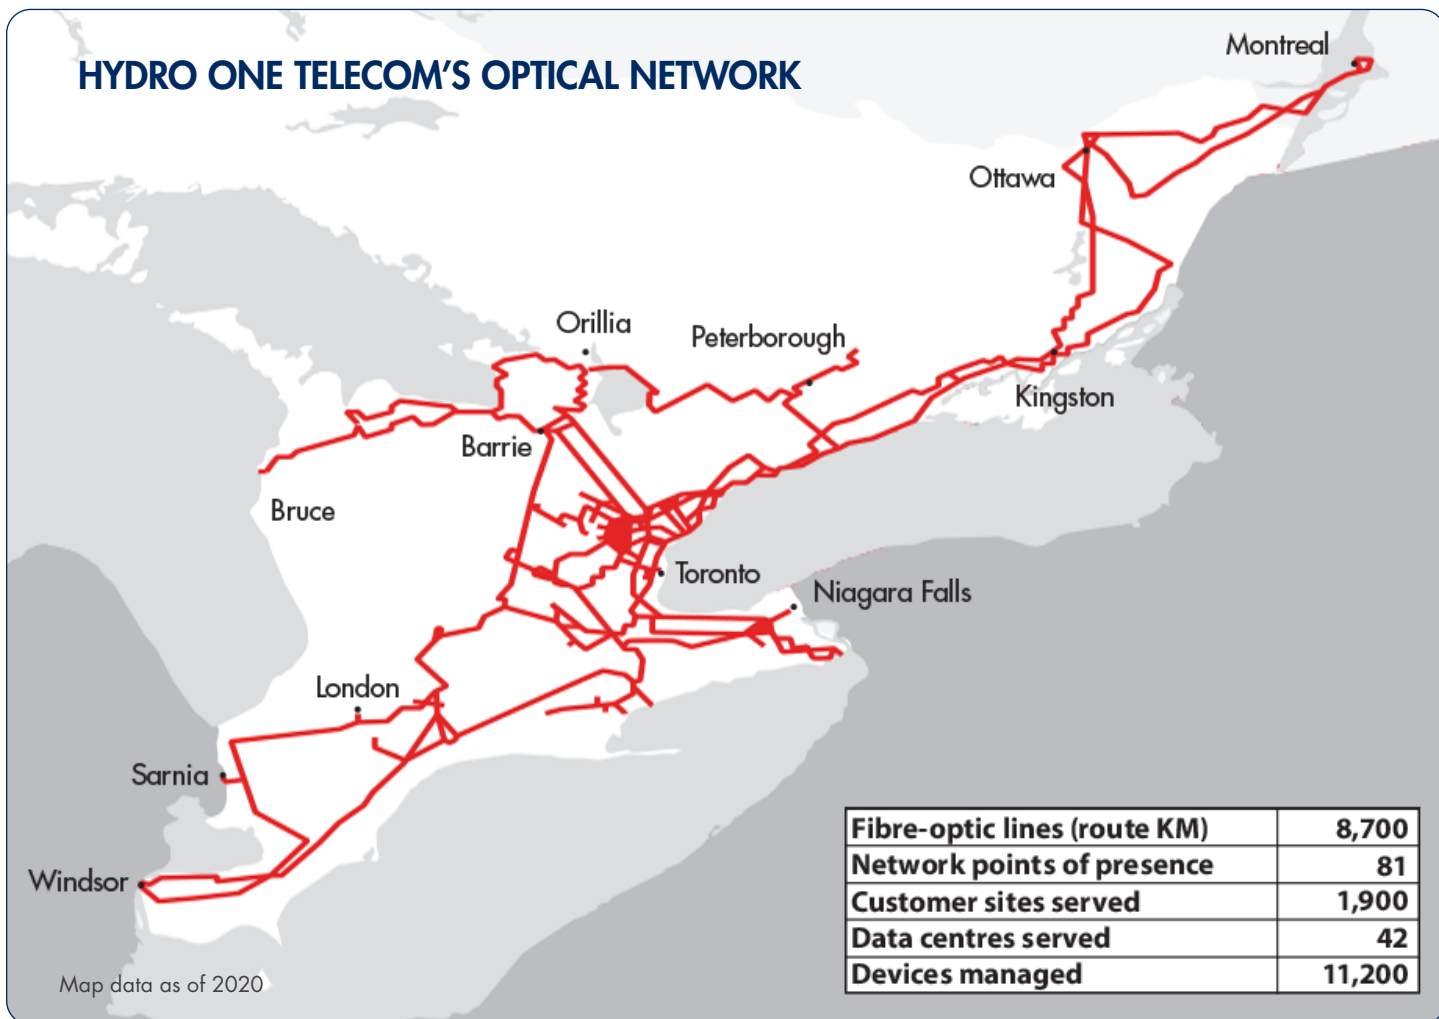 HYDRO ONE TELECOM'S OPTICAL NETWORK
Montreal
Ottawa
Orillia
Peterborough
Kingston
Barrie
Bruce
Toronto
Niagara Falls
London
Sarnia
Windsor
Fibre-optic lines (route KM) 8,700
Network points of presence 81
Customer sites served 1,900
Data centres served 42
Devices managed 11,200
Map data as of 2020